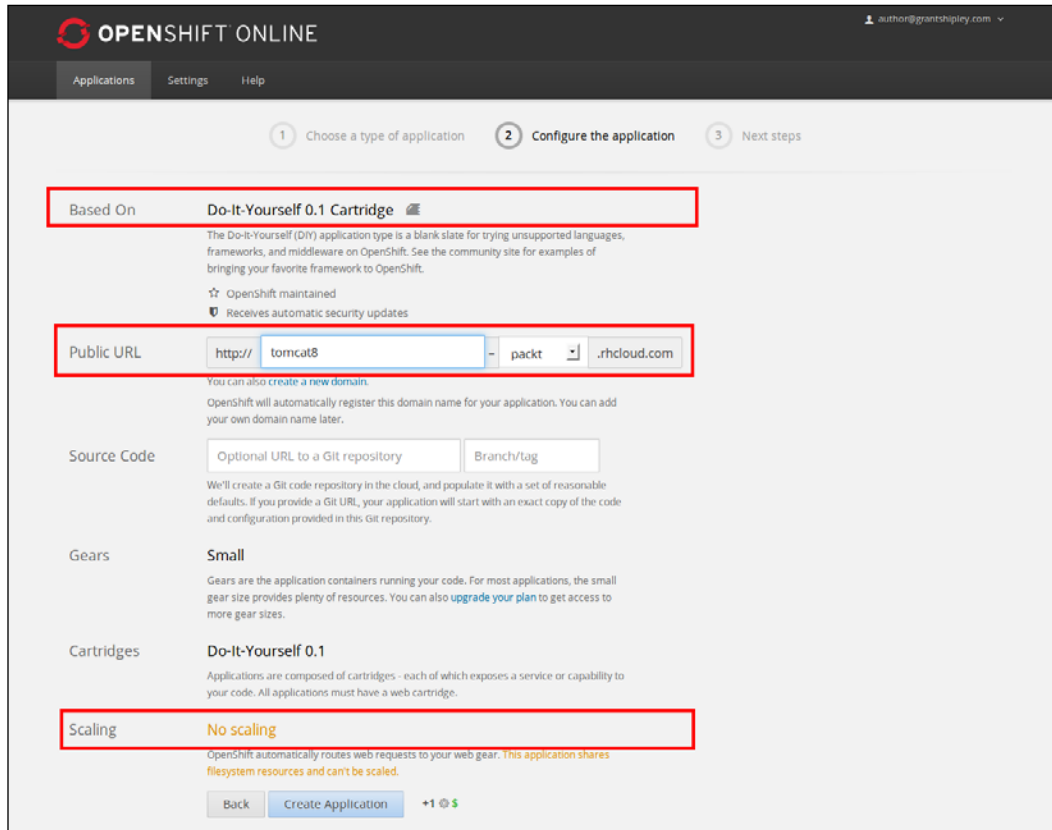 OPENSHIFT ONLINE
author@grantshipley.com
Applications Settings Help
1 Choose a type of application 2 Configure the application 3 Next steps
Based On Do-It-Yourself 0.1 Cartridge
The Do-It-Yourself (DIY) application type is a blank slate for trying unsupported languages,
frameworks, and middleware on OpenShift. See the community site for examples of
bringing your favorite framework to OpenShift.
OpenShift maintained
Receives automatic security updates
Public URL http:// tomcat8 - packt .rhcloud.com
You can also create a new domain.
OpenShift will automatically register this domain name for your application. You can add
your own domain name later.
Source Code Optional URL to a Git repository Branch/tag
We'll create a Git code repository in the cloud, and populate it with a set of reasonable
defaults. If you provide a Git URL, your application will start with an exact copy of the code
and configuration provided in this Git repository.
Gears Small
Gears are the application containers running your code. For most applications, the small
gear size provides plenty of resources. You can also upgrade your plan to get access to
more gear sizes.
Cartridges Do-It-Yourself 0.1
Applications are composed of cartridges - each of which exposes a service or capability to
your code. All applications must have a web cartridge.
Scaling No scaling
OpenShift automatically routes web requests to your web gear. This application shares
filesystem resources and can't be scaled.
Back Create Application +1 $